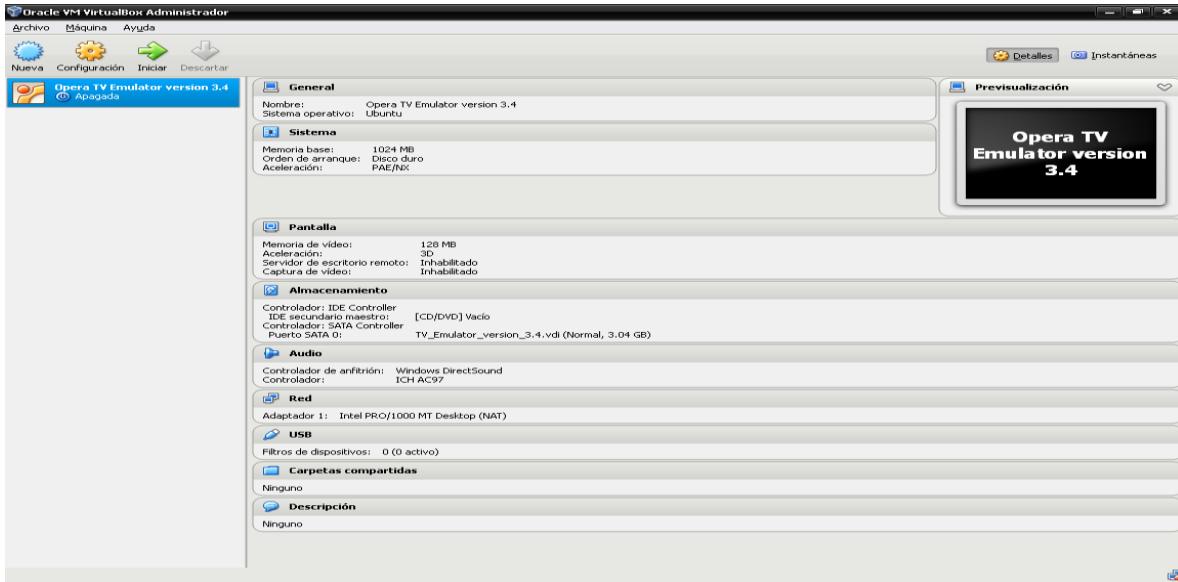 Oracle VM VirtualBox Administrador
Archivo Máquina Ayuda
Nueva Configuración Iniciar Descartar
Detalles Instantáneas
Opera TV Emulator version 3.4
Apagada
General
Nombre: Opera TV Emulator version 3.4
Sistema operativo: Ubuntu
Sistema
Memoria base: 1024 MB
Orden de arranque: Disco duro
Aceleración: PAE/NX
Previsualización
Opera TV
Emulator version
3.4
Pantalla
Memoria de vídeo: 128 MB
Aceleración: 3D
Servidor de escritorio remoto: Inhabilitado
Captura de vídeo: Inhabilitado
Almacenamiento
Controlador: IDE Controller
IDE secundario maestro: [CD/DVD] Vacío
Controlador: SATA Controller
Puerto SATA 0: TV_Emulator_version_3.4.vdi (Normal, 3.04 GB)
Audio
Controlador de anfitrión: Windows DirectSound
Controlador: ICH AC97
Red
Adaptador 1: Intel PRO/1000 MT Desktop (NAT)
USB
Filtros de dispositivos: 0 (0 activo)
Carpetas compartidas
Ninguno
Descripción
Ninguno